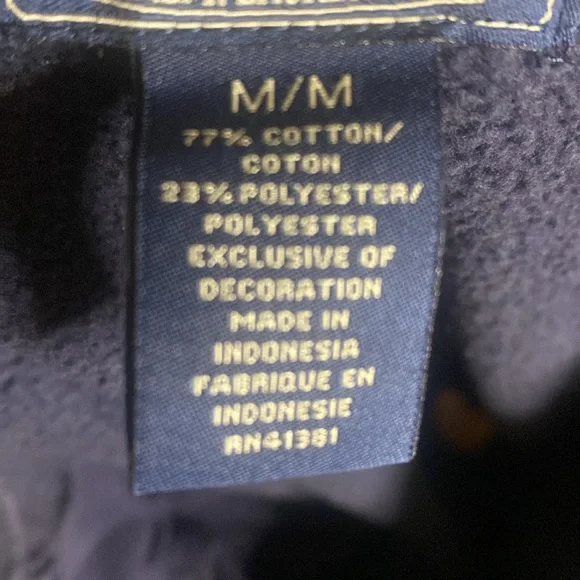 M/M
77% COTTON/
COTON
23% POLYESTER/
POLYESTER
EXCLUSIVE OF
DECORATION
MADE IN
INDONESIA
FABRIQUE EN
INDONESIE
RN41381